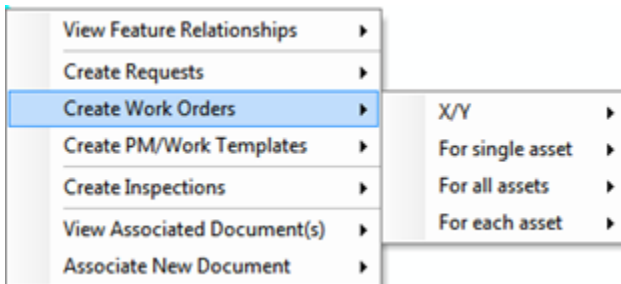 View Feature Relationships
Create Requests
Create Work Orders
Create PM/Work Templates
Create Inspections
View Associated Document(s)
Associate New Document
X/Y
For single asset
For all assets
For each asset